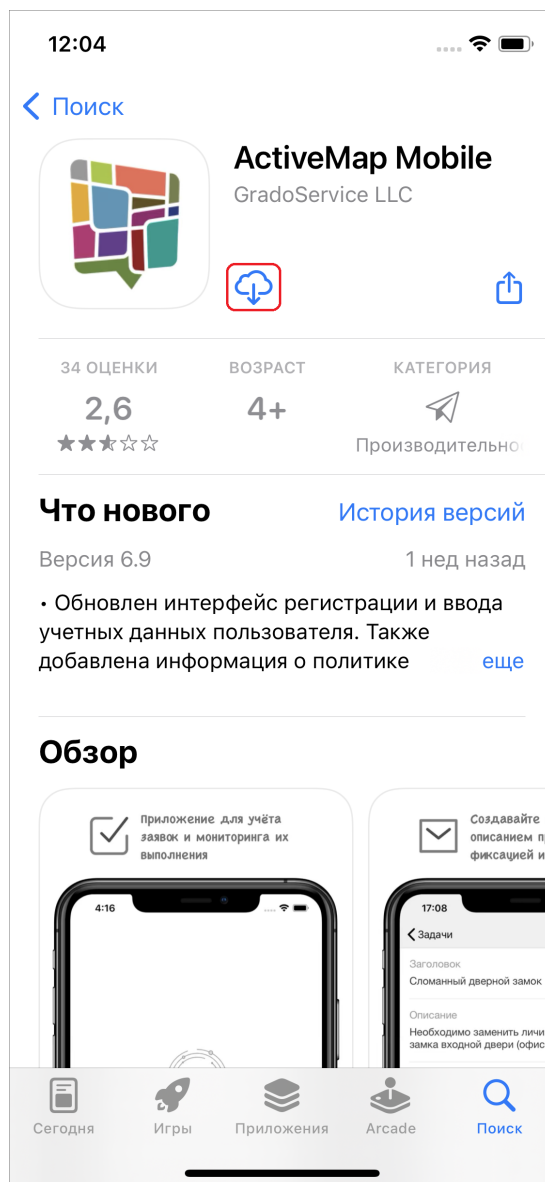 12:04
Поиск
ActiveMap Mobile
GradoService LLC
34 ОЦЕНКИ
ВОЗРАСТ
КАТЕГОРИЯ
2,6
4+
Производительно
Что нового
История версий
Версия 6.9
1 нед назад
• Обновлен интерфейс регистрации и ввода
учетных данных пользователя. Также
добавлена информация о политике
еще
Обзор
Приложение для учёта
заявок и мониторинга их
выполнения
Создавайте
описанием п
фиксацией и
4:16
17:08
Задачи
Заголовок
Сломанный дверной замок
Описание
Необходимо заменить личи
замка входной двери (офис
Сегодня
Игры
Приложения
Arcade
Поиск